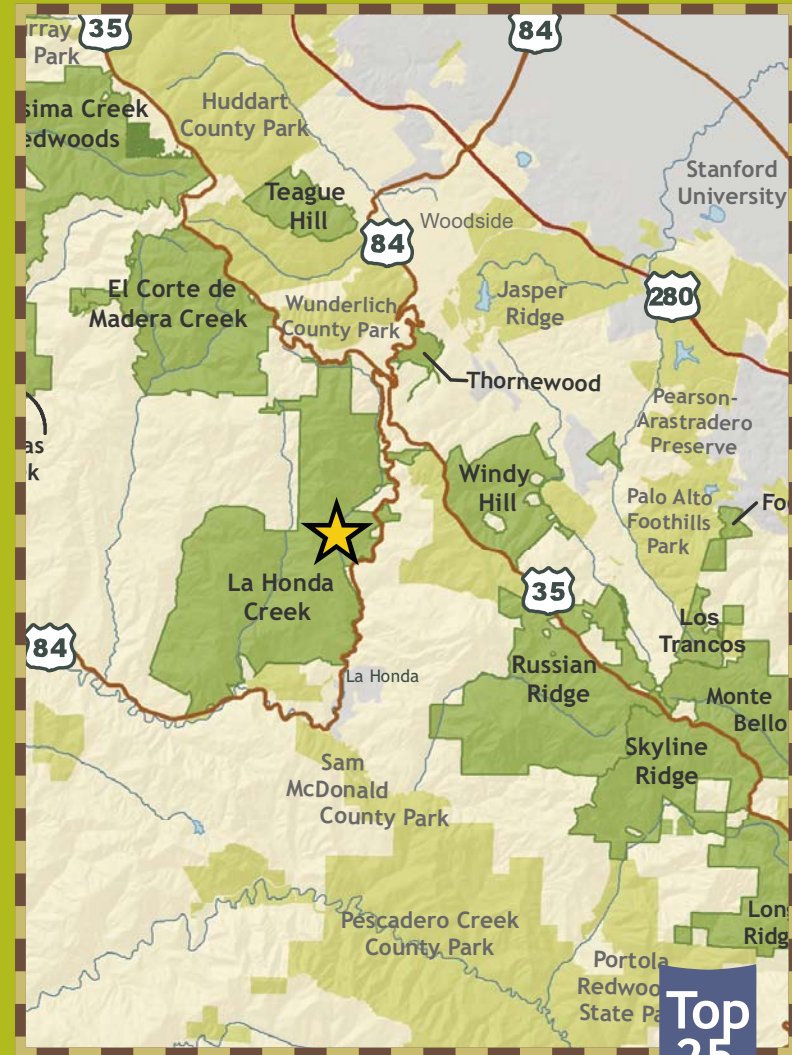 35
84
Park
Huddart
County Park
Teague
Hill
Stanford
University
Woodside
84
El Corte de
Madera Creek
Wunderlich
County Park
Jasper
Ridge
280
Thornewood
Pearson-
Arastradero
Preserve
Windy
Hill
Palo Alto
Foothills
Park
La Honda
Creek
35
Los
Trancos
84
La Honda
Russian
Ridge
Monte
Bello
Skyline
Ridge
Sam
McDonald
County Park
Pescadero Creek
County Park
Portola
State
Top
25